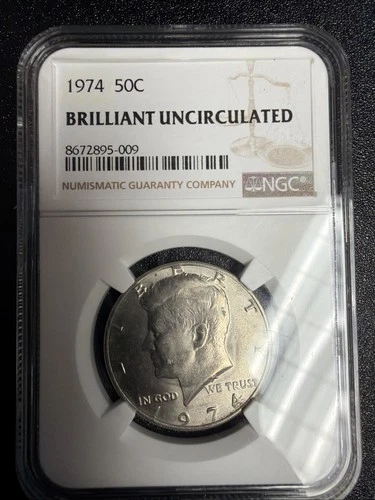 1974 50C
BRILLIANT UNCIRCULATED
8672895-009
NUMISMATIC GUARANTY COMPANY
NGC®
LIBERTY
IN GOD WE TRUST
1974